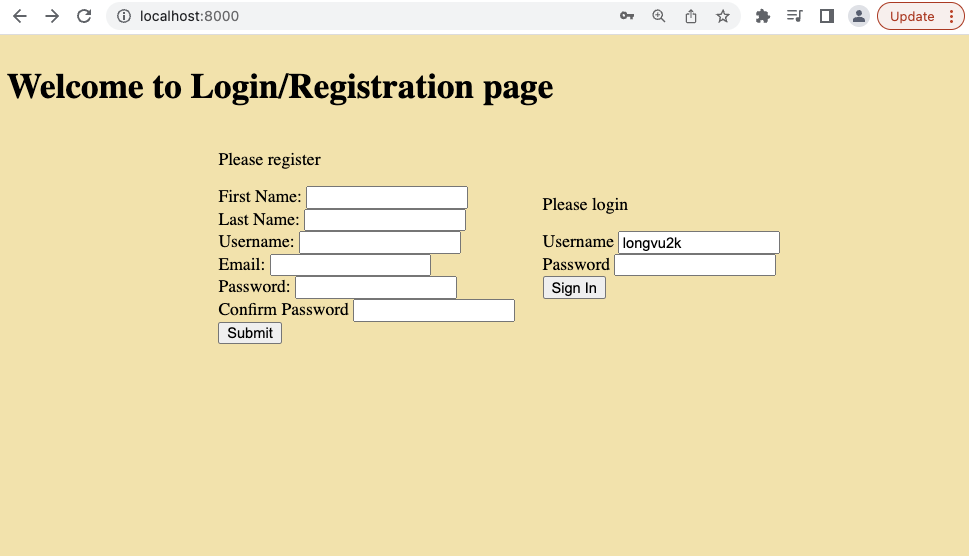 localhost:8000
Update
Welcome to Login/Registration page
Please register
First Name:
Last Name:
Username:
Email:
Password:
Confirm Password
Submit
Please login
Username longvu2k
Password
Sign In